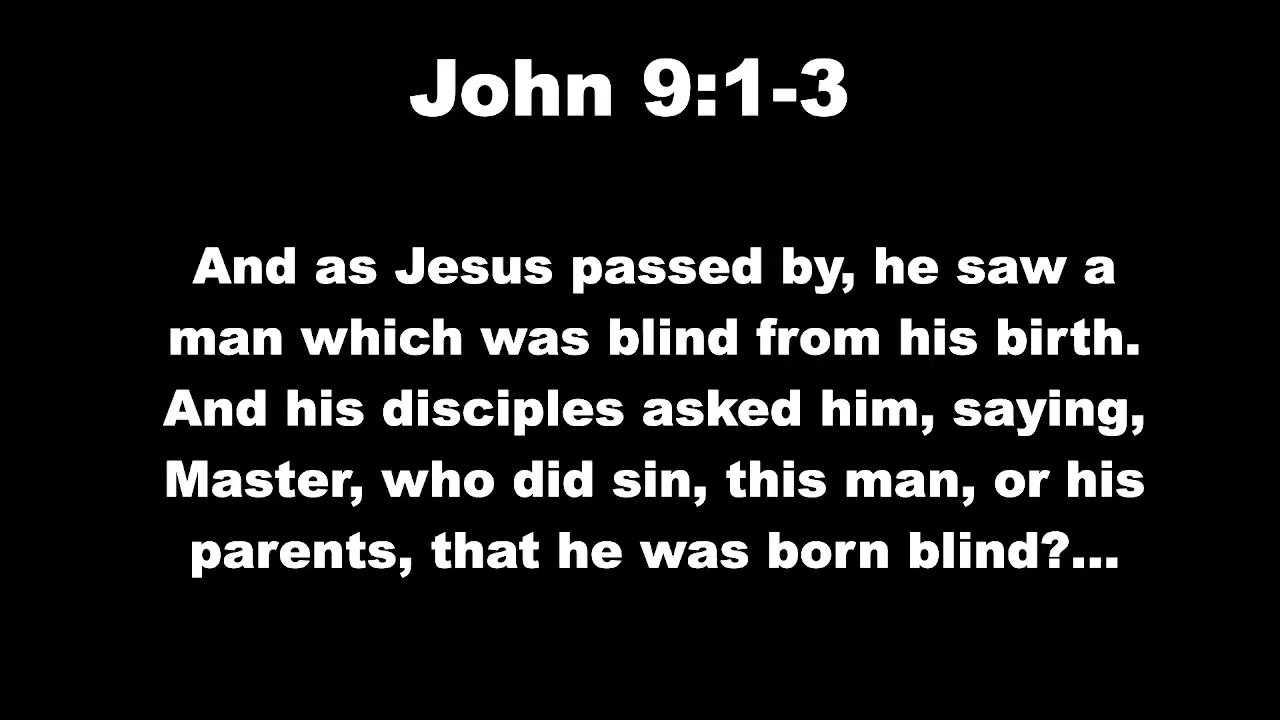 John 9:1-3
And as Jesus passed by, he saw a
man which was blind from his birth.
And his disciples asked him, saying,
Master, who did sin, this man, or his
parents, that he was born blind?...